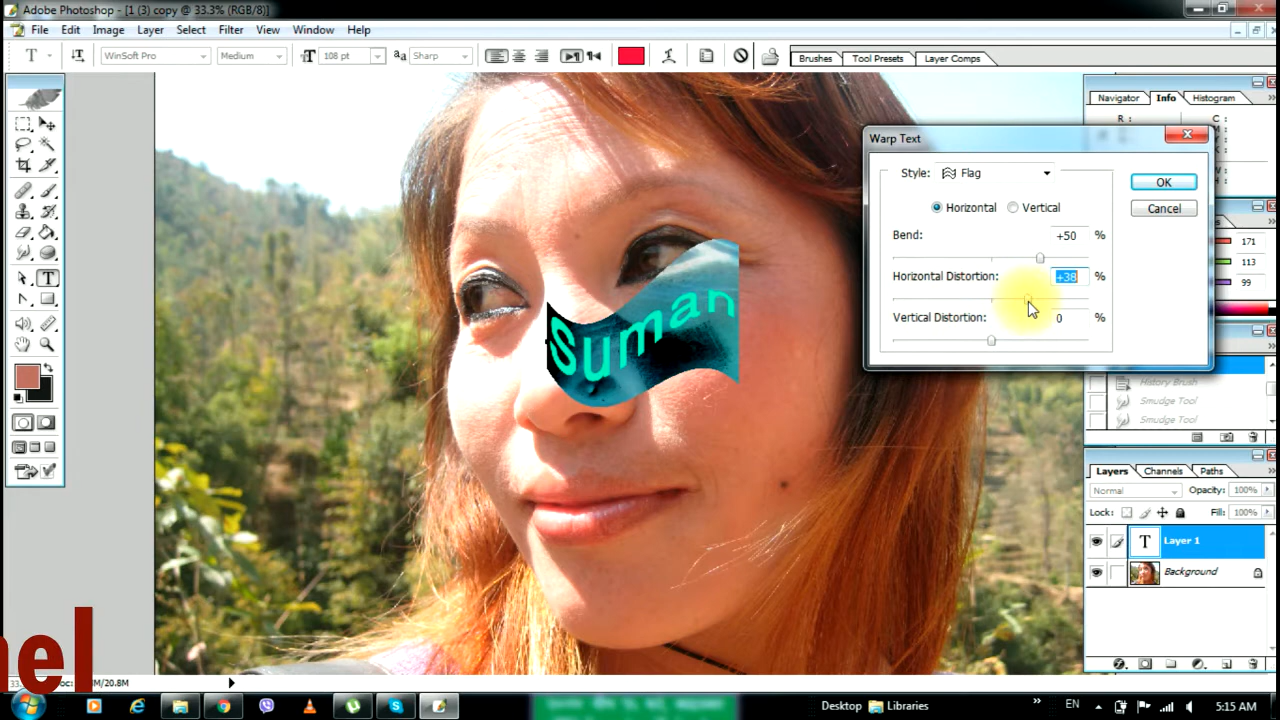 Adobe Photoshop - [1 (3) copy @ 33.3% (RGB/8)]
File Edit Image Layer Select Filter View Window Help
T WinSoft Pro Medium 108 pt aa Sharp Brushes Tool Presets Layer Comps
Navigator Info Histogram
R : C :
M :
Y :
K :
Warp Text
Style: Flag
OK
Horizontal Vertical
Cancel
Bend: +50 %
Horizontal Distortion: +38 %
Vertical Distortion: 0 %
171
113
99
Suman
History Brush
Smudge Tool
Smudge Tool
Layers Channels Paths
Normal Opacity: 100%
Lock: Fill: 100%
T Layer 1
Background
nel
M/20.8M
Desktop Libraries EN 5:15 AM